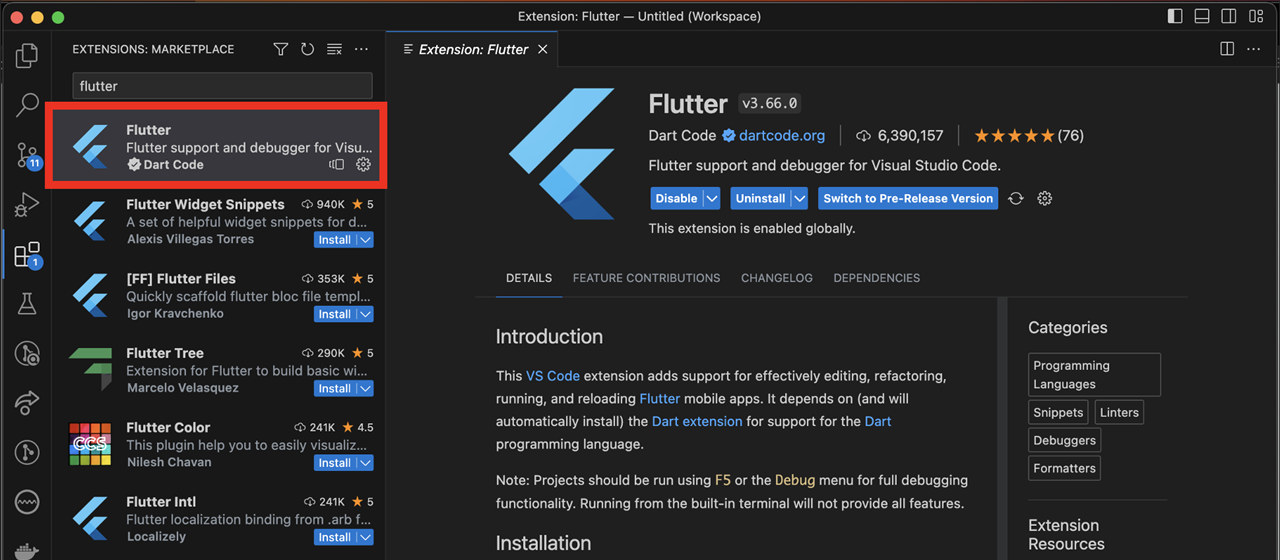 Extension: Flutter — Untitled (Workspace)
EXTENSIONS: MARKETPLACE
flutter
Flutter
Flutter support and debugger for Visu...
Dart Code
Flutter Widget Snippets 940K ★ 5
A set of helpful widget snippets for d...
Alexis Villegas Torres Install
[FF] Flutter Files 353K ★ 5
Quickly scaffold flutter bloc file templ...
Igor Kravchenko Install
Flutter Tree 290K ★ 5
Extension for Flutter to build basic wi...
Marcelo Velasquez Install
Flutter Color 241K ★ 4.5
CCS
This plugin help you to easily visualiz...
Nilesh Chavan Install
Flutter Intl 241K ★ 5
Flutter localization binding from .arb f...
Localizely Install
11
1
Extension: Flutter
Flutter v3.66.0
Dart Code dartcode.org 6,390,157 ★★★★★ (76)
Flutter support and debugger for Visual Studio Code.
Disable Uninstall Switch to Pre-Release Version
This extension is enabled globally.
DETAILS FEATURE CONTRIBUTIONS CHANGELOG DEPENDENCIES
Introduction
This VS Code extension adds support for effectively editing, refactoring,
running, and reloading Flutter mobile apps. It depends on (and will
automatically install) the Dart extension for support for the Dart
programming language.
Note: Projects should be run using F5 or the Debug menu for full debugging
functionality. Running from the built-in terminal will not provide all features.
Installation
Categories
Programming
Languages
Snippets Linters
Debuggers
Formatters
Extension
Resources